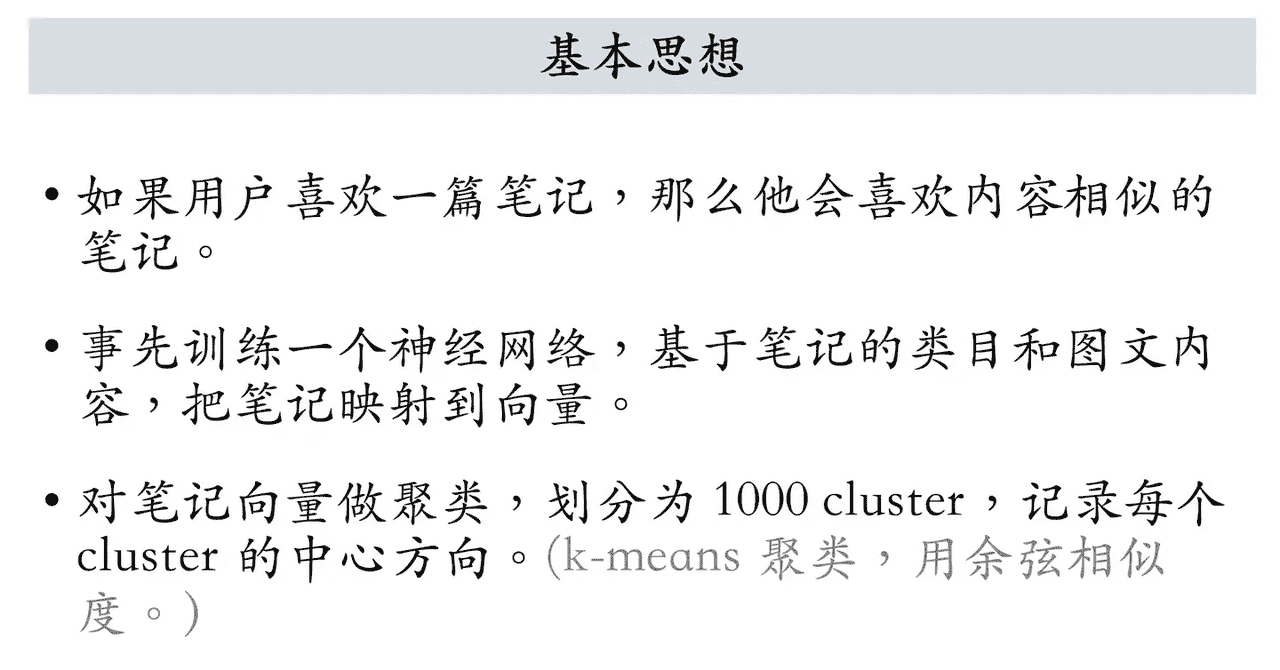 基本思想
• 如果用户喜欢一篇笔记，那么他会喜欢内容相似的
笔记。
• 事先训练一个神经网络，基于笔记的类目和图文内
容，把笔记映射到向量。
• 对笔记向量做聚类，划分为 1000 cluster，记录每个
cluster 的中心方向。(k-means 聚类，用余弦相似
度。)